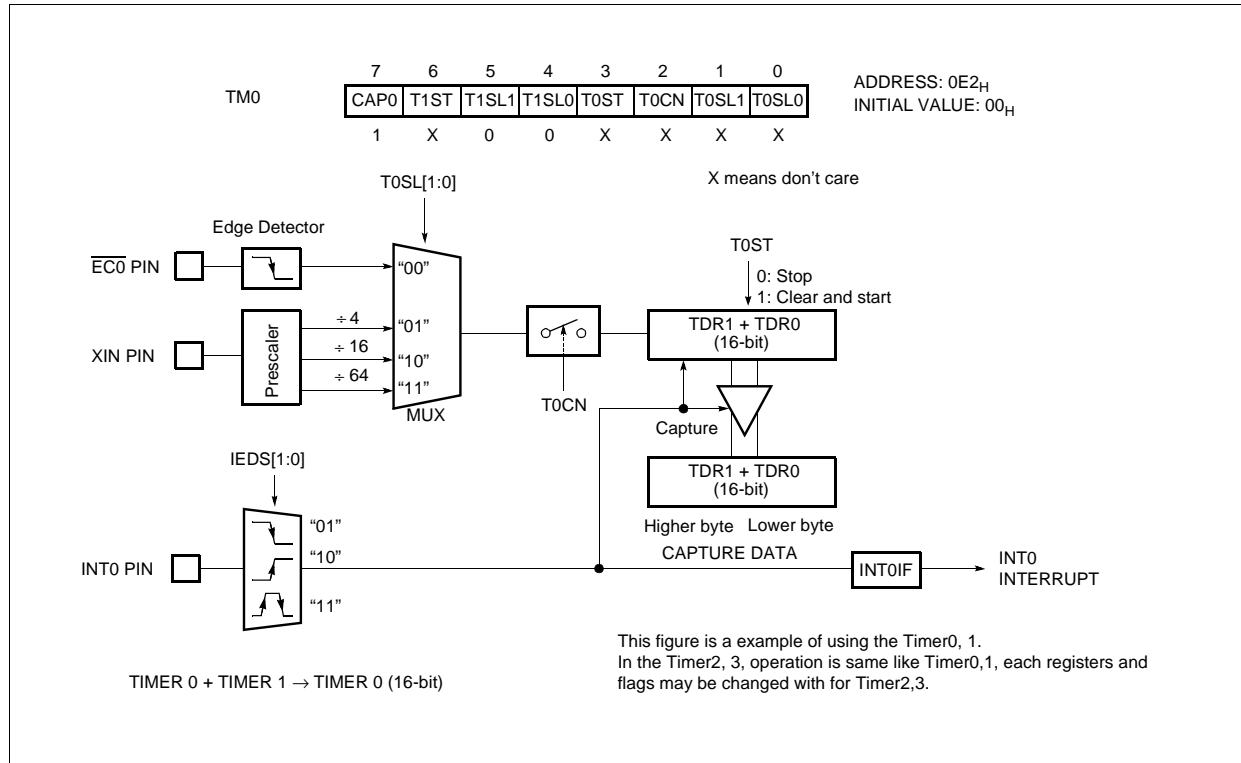 7 6 5 4 3 2 1 0
TM0 CAP0 T1ST T1SL1 T1SL0 T0ST T0CN T0SL1 T0SL0
1 X 0 0 X X X X
ADDRESS: 0E2H
INITIAL VALUE: 00H
X means don't care
T0SL[1:0]
Edge Detector
EC0 PIN
"00"
XIN PIN
Prescaler
÷ 4
"01"
÷ 16
"10"
÷ 64
"11"
MUX
T0CN
T0ST
0: Stop
1: Clear and start
TDR1 + TDR0
(16-bit)
Capture
TDR1 + TDR0
(16-bit)
Higher byte Lower byte
CAPTURE DATA
IEDS[1:0]
INT0 PIN
"01"
"10"
"11"
INT0IF
INT0
INTERRUPT
This figure is a example of using the Timer0, 1.
In the Timer2, 3, operation is same like Timer0,1, each registers and
flags may be changed with for Timer2,3.
TIMER 0 + TIMER 1 → TIMER 0 (16-bit)